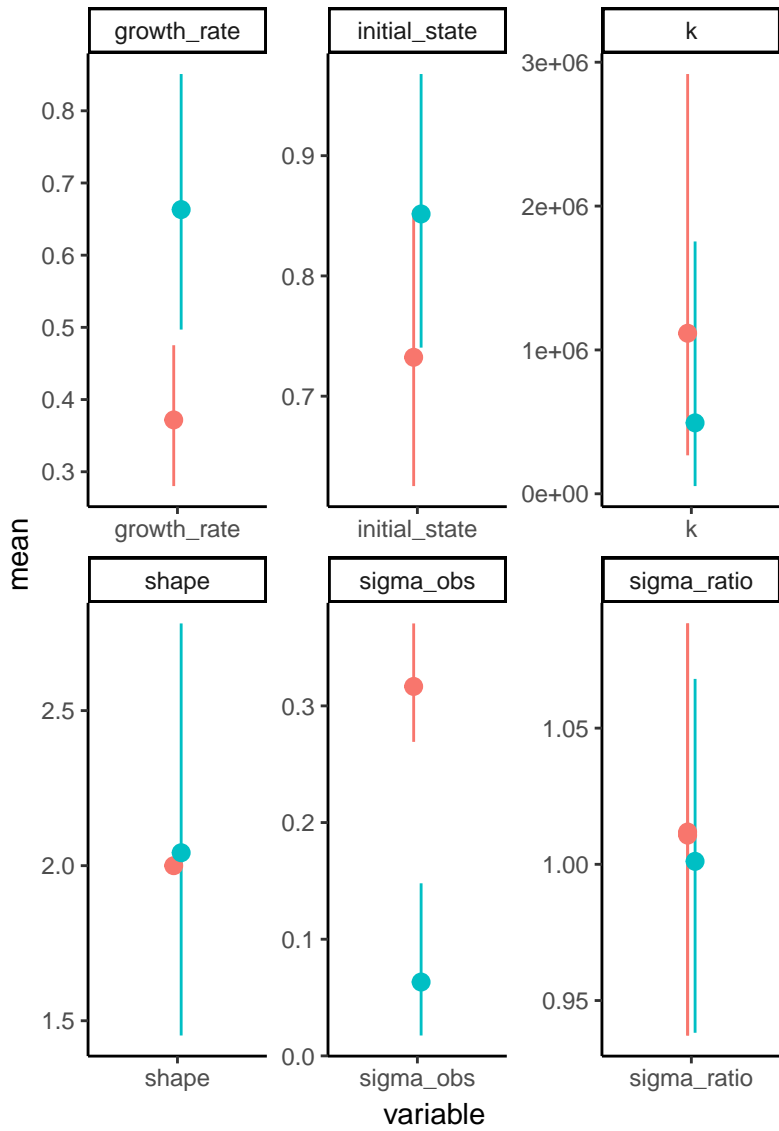 growth_rate initial_state k
0.8
0.7
0.6
0.5
0.4
0.3
0.9
0.8
0.7
3e+06
2e+06
1e+06
0e+00
growth_rate initial_state k
mean
shape sigma_obs sigma_ratio
2.5
2.0
1.5
0.3
0.2
0.1
0.0
1.05
1.00
0.95
shape sigma_obs sigma_ratio
variable